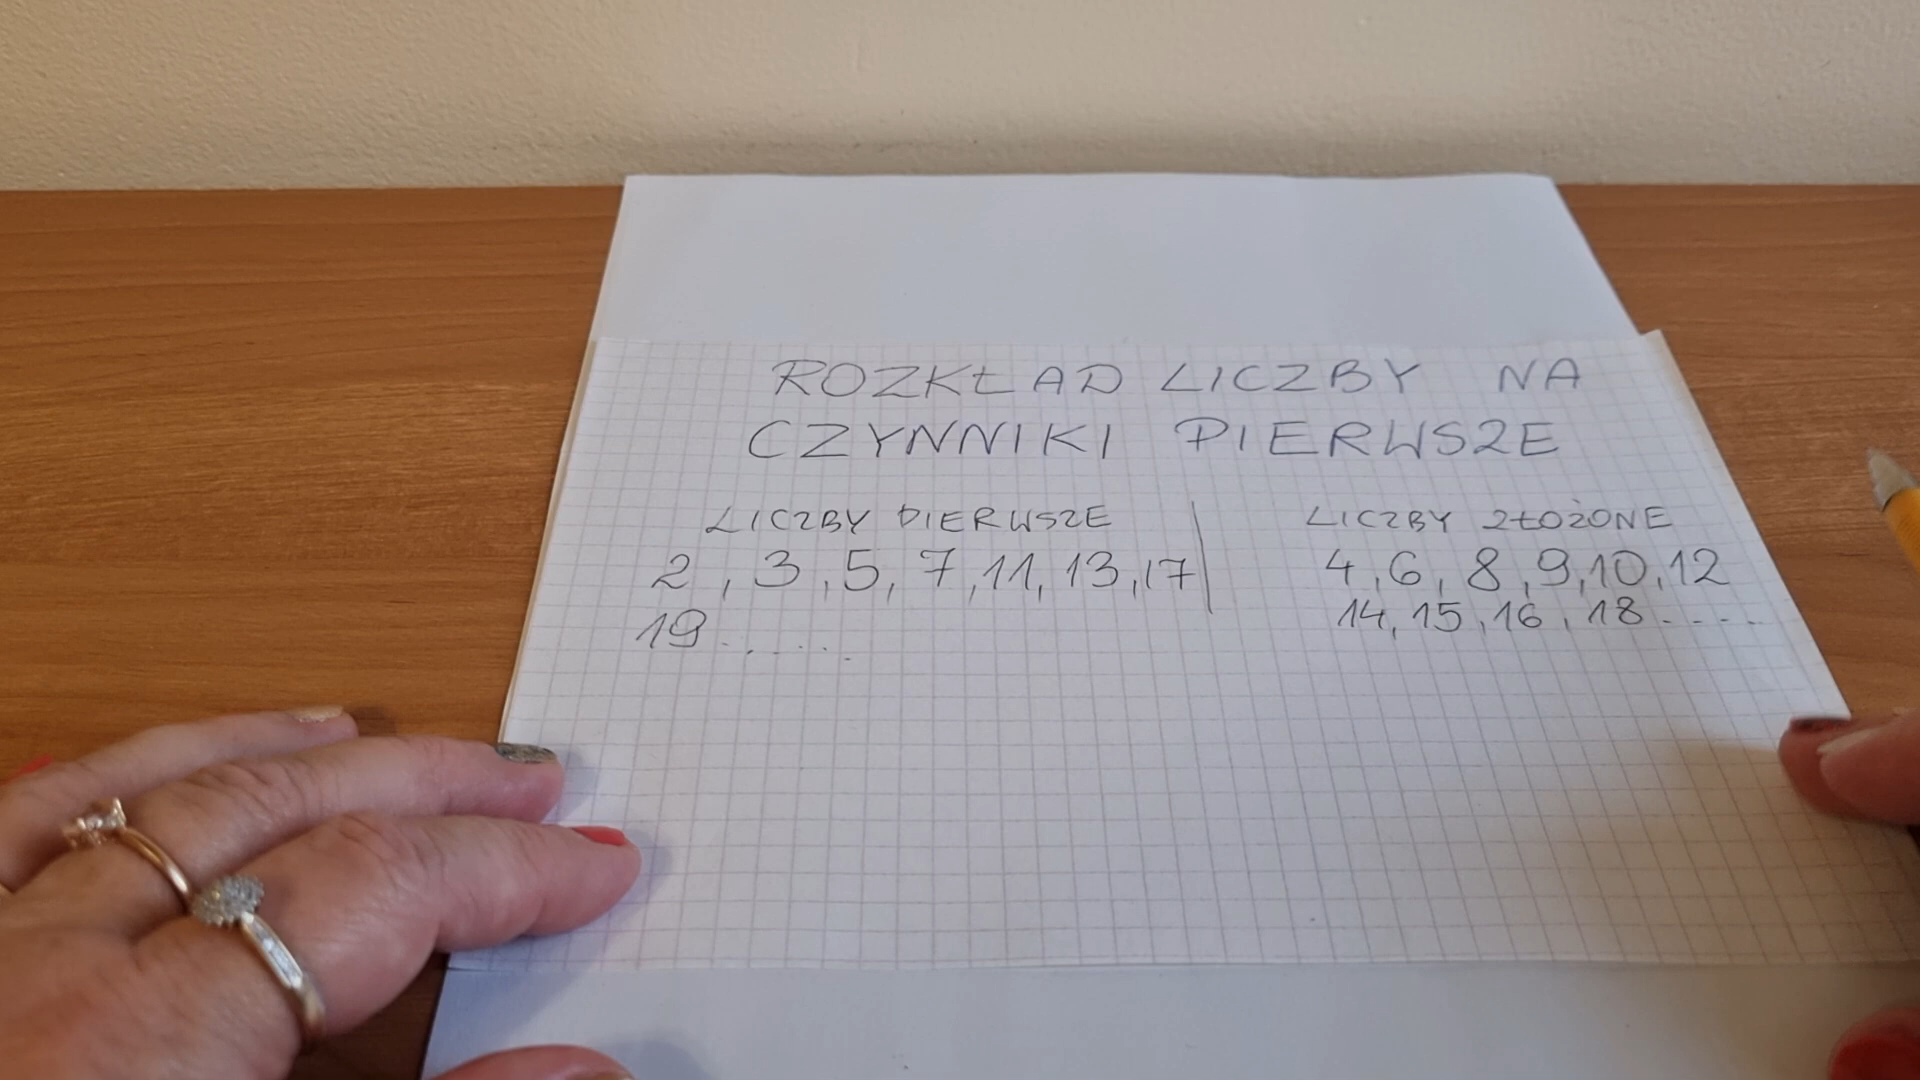 ROZKŁAD LICZBY NA
CZYNNIKI PIERWSZE
LICZBY PIERWSZE
2, 3, 5, 7, 11, 13, 17
19......
LICZBY ZŁOŻONE
4, 6, 8, 9, 10, 12
14, 15, 16, 18.....